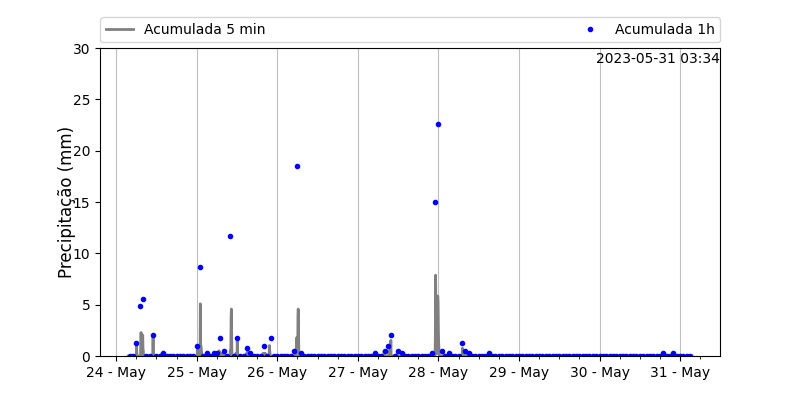 Acumulada 5 min
Acumulada 1h
2023-05-31 03:34
Precipitação (mm)
30
25
20
15
10
5
0
24 - May 25 - May 26 - May 27 - May 28 - May 29 - May 30 - May 31 - May